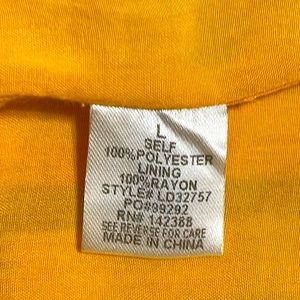 L
SELF
100%POLYESTER
LINING
100%RAYON
STYLE# LD32757
PO#99292
RN# 142388
SEE REVERSE FOR CARE
MADE IN CHINA